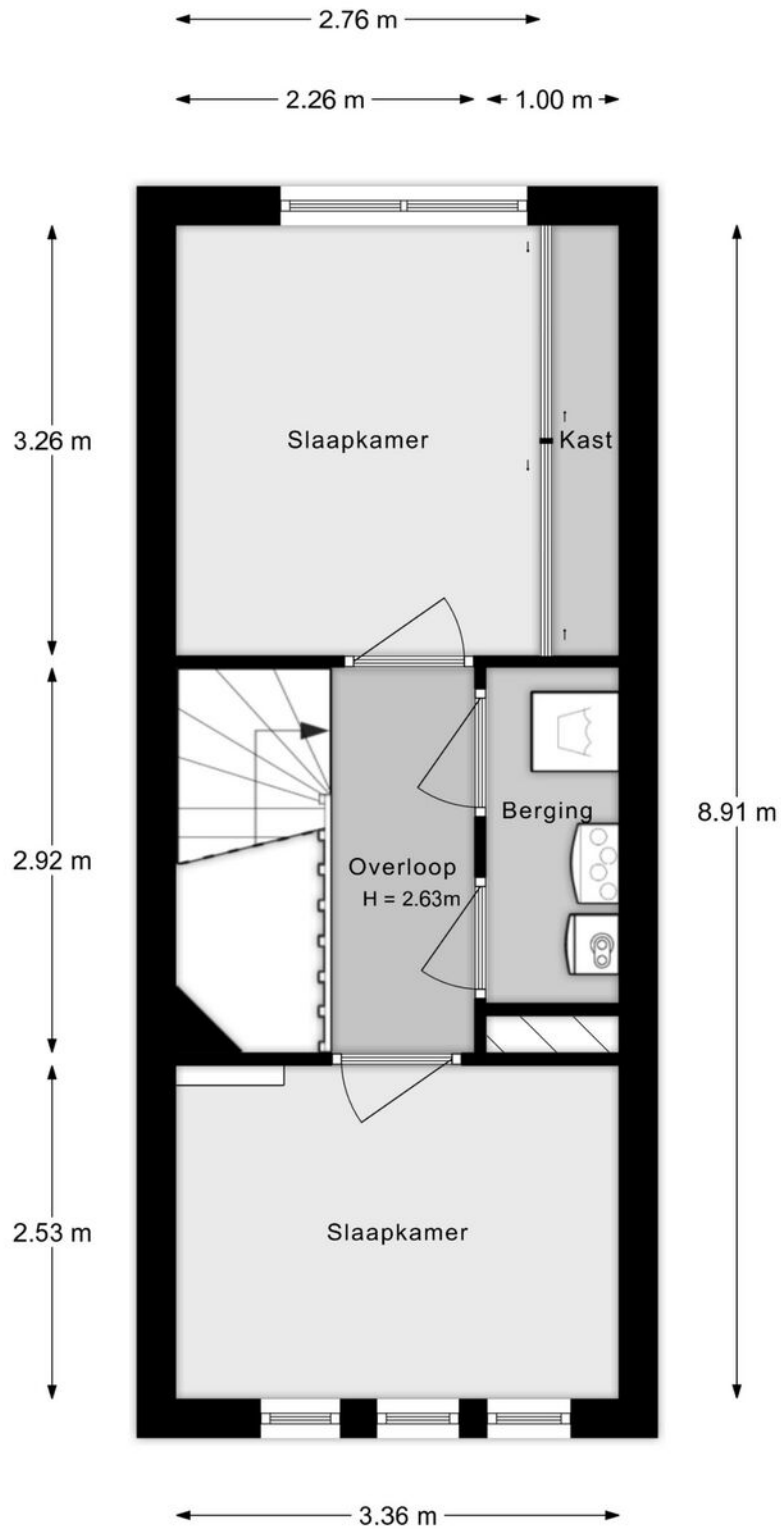 2.76 m
2.26 m
1.00 m
3.26 m
Slaapkamer
Kast
Berging
8.91 m
2.92 m
Overloop
H = 2.63m
2.53 m
Slaapkamer
3.36 m